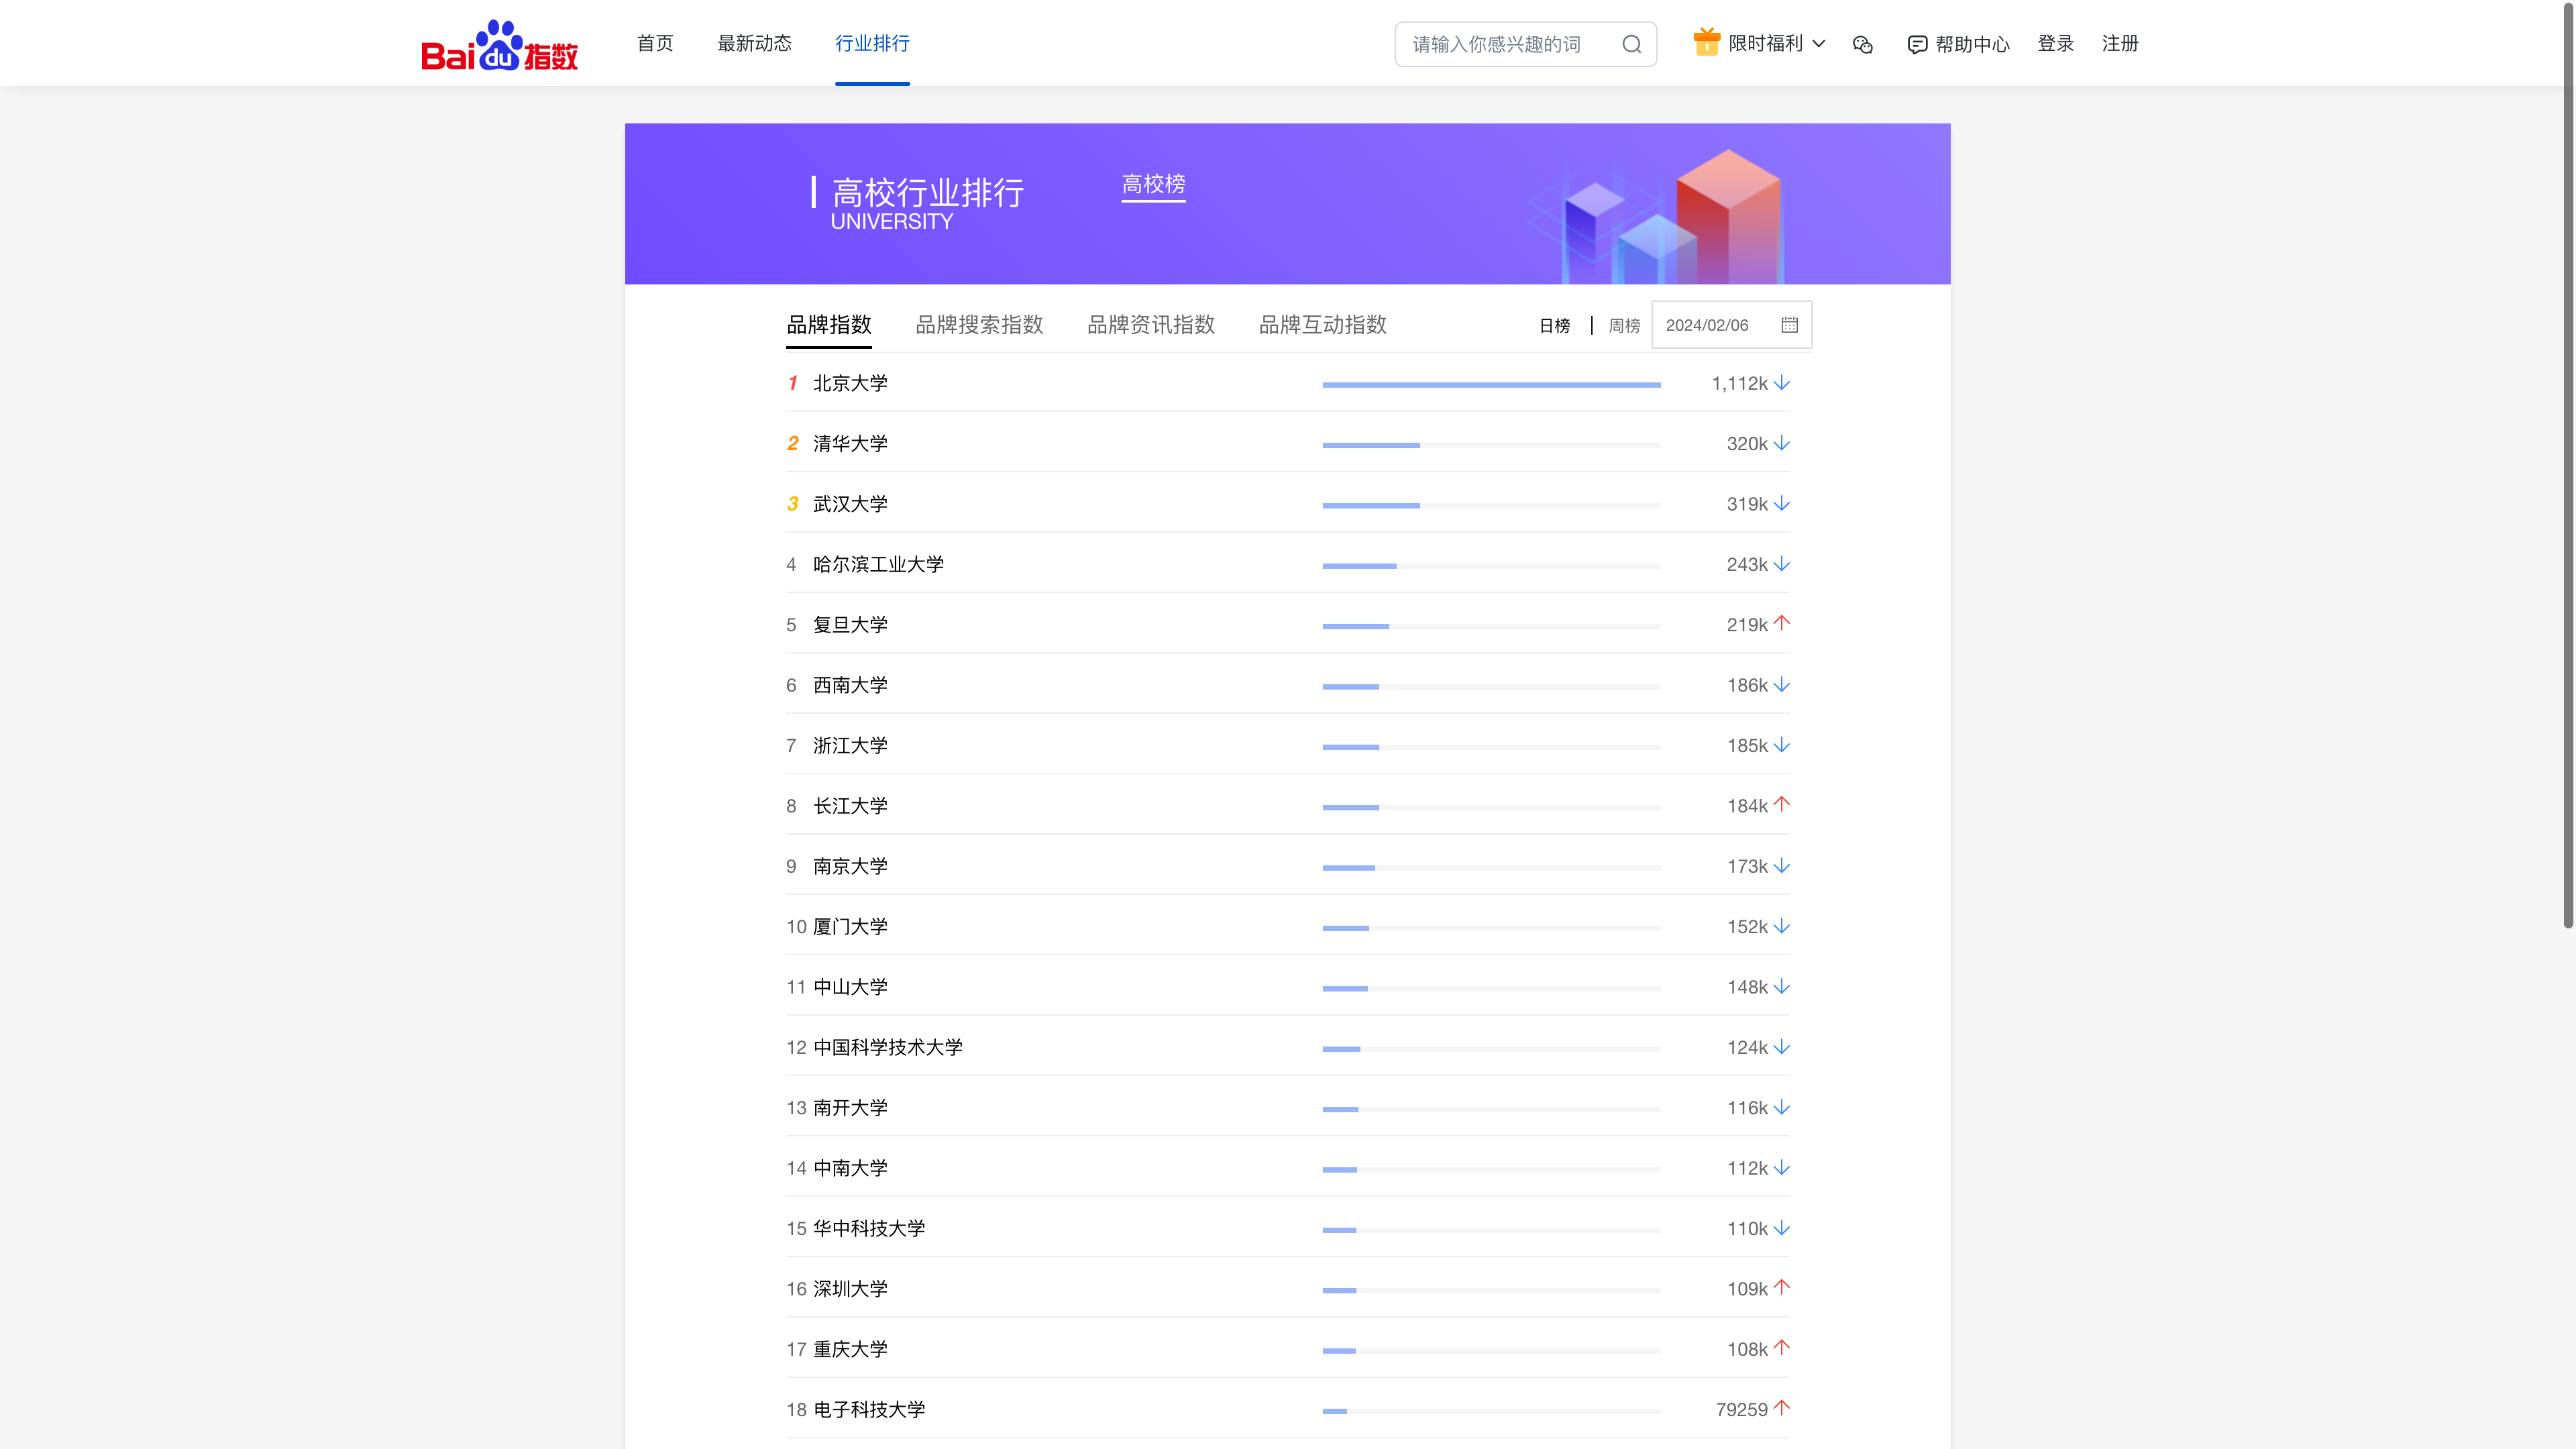 Baidu指数 首页 最新动态 行业排行 请输入你感兴趣的词 限时福利 帮助中心 登录 注册
高校行业排行 高校榜
UNIVERSITY
品牌指数 品牌搜索指数 品牌资讯指数 品牌互动指数 日榜 周榜 2024/02/06
1 北京大学 1,112k
2 清华大学 320k
3 武汉大学 319k
4 哈尔滨工业大学 243k
5 复旦大学 219k
6 西南大学 186k
7 浙江大学 185k
8 长江大学 184k
9 南京大学 173k
10 厦门大学 152k
11 中山大学 148k
12 中国科学技术大学 124k
13 南开大学 116k
14 中南大学 112k
15 华中科技大学 110k
16 深圳大学 109k
17 重庆大学 108k
18 电子科技大学 79259